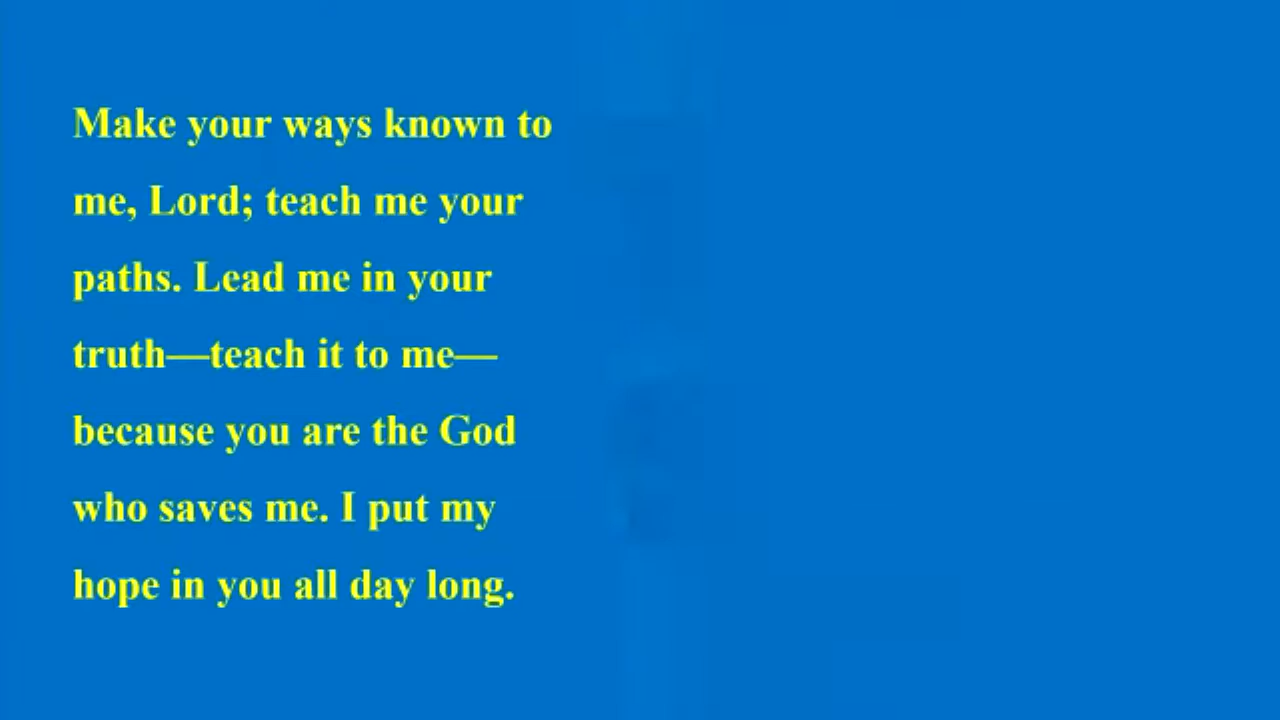 Make your ways known to
me, Lord; teach me your
paths. Lead me in your
truth—teach it to me—
because you are the God
who saves me. I put my
hope in you all day long.